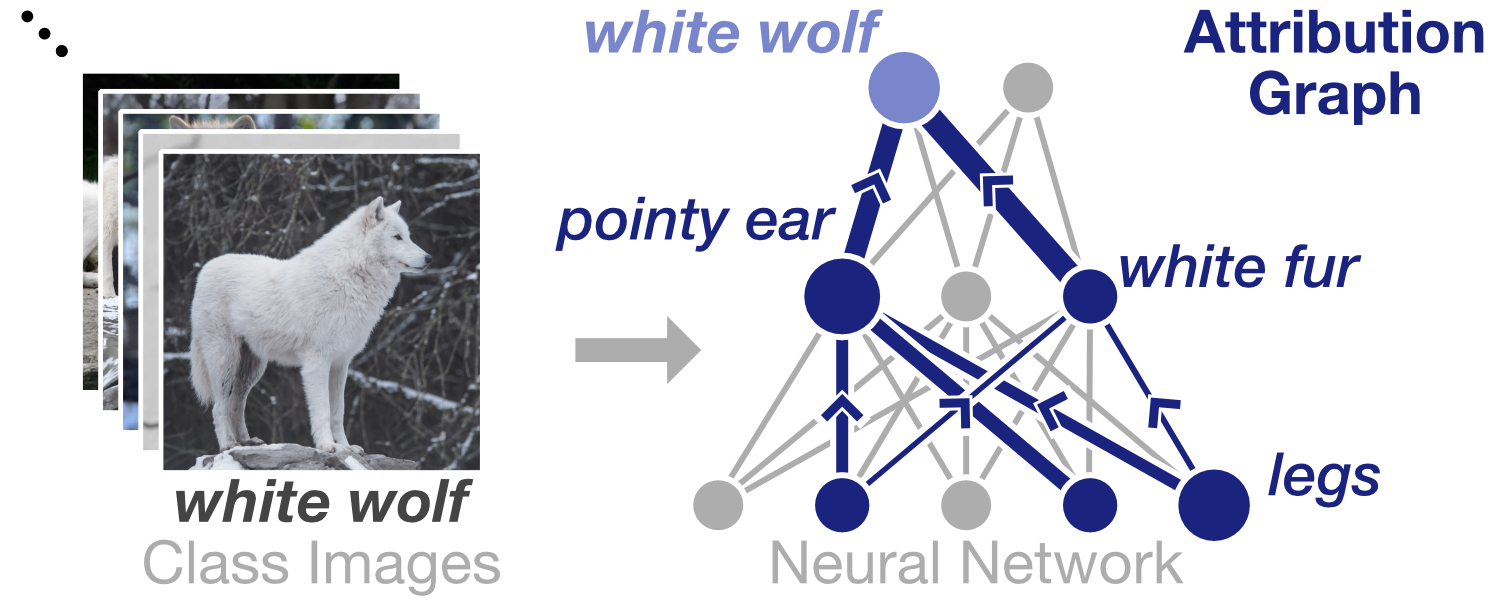 white wolf
Attribution
Graph
pointy ear
white fur
legs
white wolf
Class Images
Neural Network